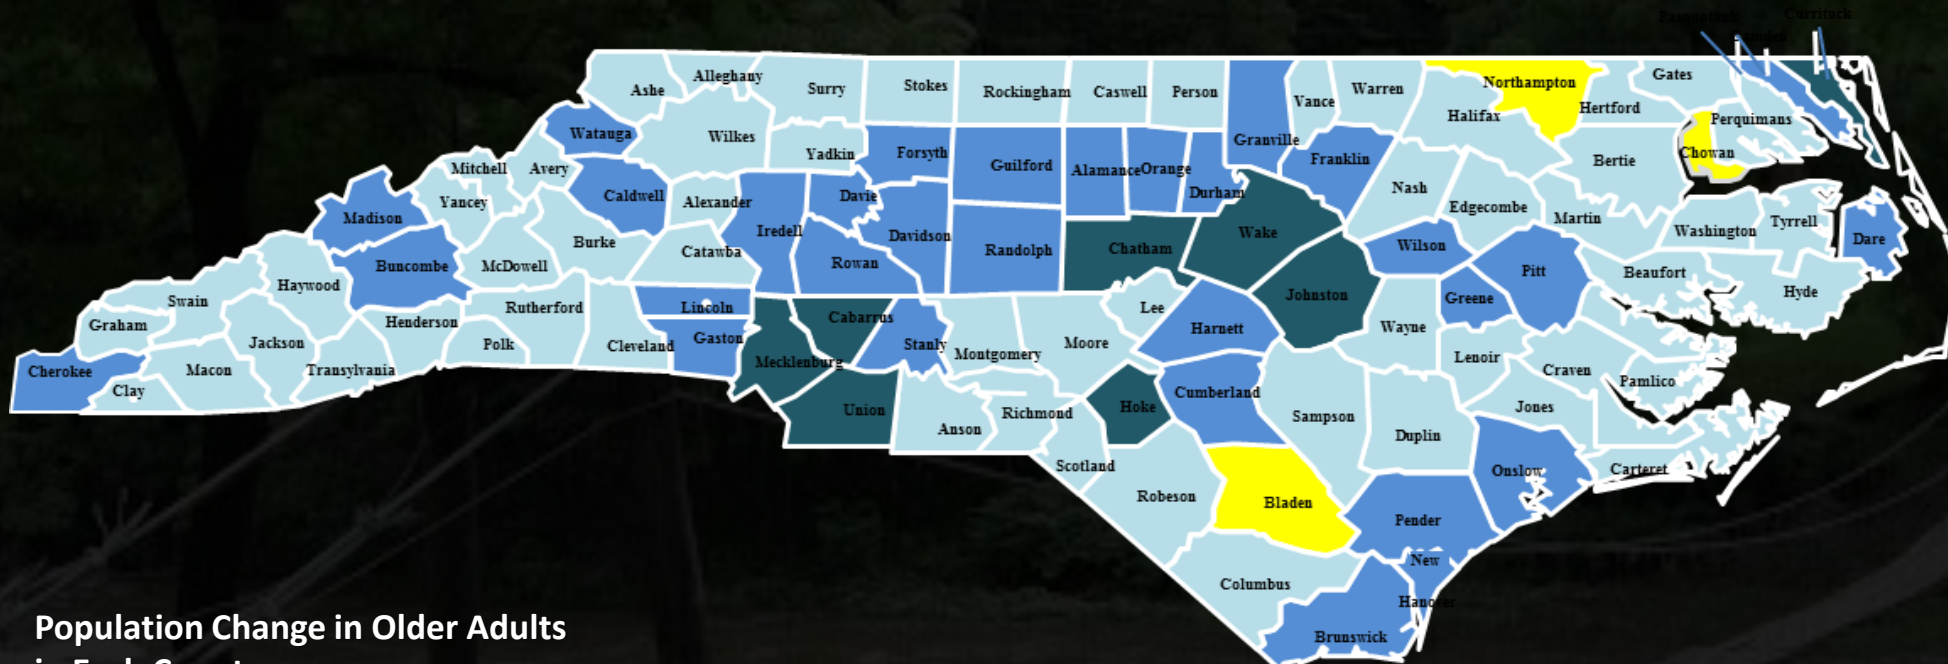 Pasquotank
Currituck
Camden
Ashe
Alleghany
Surry
Stokes
Rockingham
Caswell
Person
Granville
Vance
Warren
Northampton
Halifax
Hertford
Gates
Perquimans
Chowan
Bertie
Watauga
Wilkes
Yadkin
Forsyth
Guilford
Alamance
Orange
Durham
Franklin
Nash
Edgecombe
Martin
Washington
Tyrrell
Dare
Mitchell
Avery
Yancey
Caldwell
Alexander
Iredell
Davie
Davidson
Rowan
Randolph
Chatham
Wake
Johnston
Wilson
Greene
Pitt
Beaufort
Hyde
Madison
Buncombe
McDowell
Burke
Catawba
Lincoln
Gaston
Cabarrus
Stanly
Mecklenburg
Union
Montgomery
Moore
Lee
Harnett
Wayne
Lenoir
Craven
Pamlico
Swain
Haywood
Graham
Jackson
Henderson
Rutherford
Polk
Cleveland
Cherokee
Clay
Macon
Transylvania
Anson
Richmond
Hoke
Cumberland
Sampson
Duplin
Jones
Onslow
Carteret
Scotland
Robeson
Bladen
Pender
Columbus
New
Hanover
Brunswick
Population Change in Older Adults